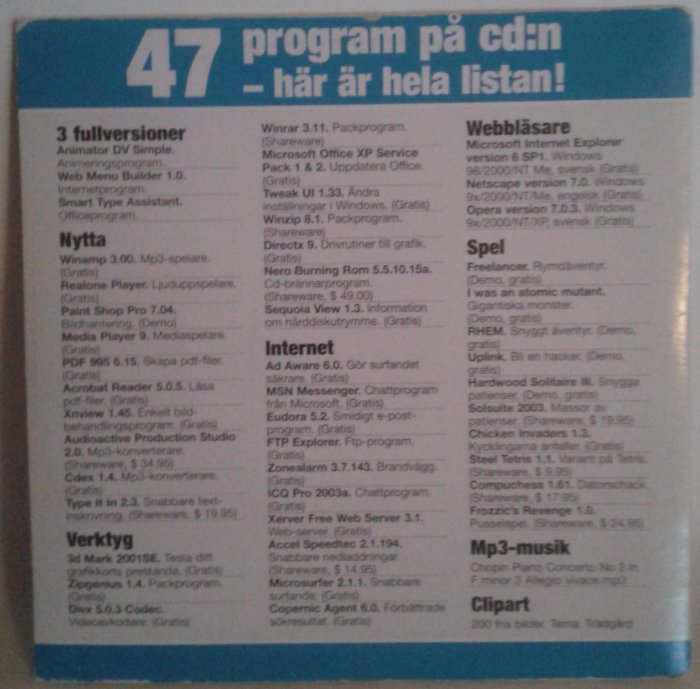 47 program på cd:n
– här är hela listan!
3 fullversioner
Animator DV Simple.
Animeringsprogram.
Web Menu Builder 1.0.
Internetprogram.
Smart Type Assistant.
Officeprogram.
Nytta
Winamp 3.00. Mp3-spelare.
(Gratis)
Realone Player. Ljuduppspelare.
(Gratis)
Paint Shop Pro 7.04.
Bildhantering. (Demo)
Media Player 9. Mediaspelare.
(Gratis)
PDF 995 6.15. Skapa pdf-filer.
(Gratis)
Acrobat Reader 5.0.5. Läsa
pdf-filer. (Gratis)
Xnview 1.45. Enkelt bild-
behandlingsprogram. (Gratis)
Audioactive Production Studio
2.0. Mp3-konverterare.
(Shareware, $ 34.95)
Cdex 1.4. Mp3-konverterare.
(Gratis)
Type It In 2.3. Snabbare text-
inskrivning. (Shareware, $ 19.95)
Verktyg
3d Mark 2001SE. Testa ditt
grafikkorts prestanda. (Gratis)
Zipgenius 1.4. Packprogram.
(Gratis)
Divx 5.0.3 Codec.
Videoavkodare. (Gratis)
Winrar 3.11. Packprogram.
(Shareware)
Microsoft Office XP Service
Pack 1 & 2. Uppdatera Office.
(Gratis)
Tweak UI 1.33. Ändra
inställningar i Windows. (Gratis)
Winzip 8.1. Packprogram.
(Shareware)
Directx 9. Drivrutiner till grafik.
(Gratis)
Nero Burning Rom 5.5.10.15a.
Cd-brännarprogram.
(Shareware, $ 49.00)
Sequoia View 1.3. Information
om hårddiskutrymme. (Gratis)
Internet
Ad Aware 6.0. Gör surfandet
säkrare. (Gratis)
MSN Messenger. Chattprogram
från Microsoft. (Gratis)
Eudora 5.2. Smidigt e-post-
program. (Gratis)
FTP Explorer. Ftp-program.
(Gratis)
Zonealarm 3.7.143. Brandvägg.
(Gratis)
ICQ Pro 2003a. Chattprogram.
(Gratis)
Xerver Free Web Server 3.1.
Web-server. (Gratis)
Accel Speedtec 2.1.194.
Snabbare nedladdningar.
(Shareware, $ 14.95)
Microsurfer 2.1.1. Snabbare
surfande. (Gratis)
Copernic Agent 6.0. Förbättrade
sökresultat. (Gratis)
Webbläsare
Microsoft Internet Explorer
version 6 SP1. Windows
98/2000/NT Me, svensk (Gratis)
Netscape version 7.0. Windows
9x/2000/NT/Me, engelsk (Gratis)
Opera version 7.0.3. Windows
9x/2000/NT/XP, svensk (Gratis)
Spel
Freelancer. Rymdäventyr.
(Demo, gratis)
I was an atomic mutant.
Gigantiska monster.
(Demo, gratis)
RHEM. Snyggt äventyr. (Demo,
gratis)
Uplink. Bli en hacker. (Demo,
gratis)
Hardwood Solitaire III. Snygga
patienser. (Demo, gratis)
Solsuite 2003. Massor av
patienser. (Shareware, $ 19.95)
Chicken Invaders 1.3.
Kycklingarna anfaller. (Gratis)
Steel Tetris 1.1. Variant på Tetris.
(Shareware, $ 9.95)
Compuchess 1.61. Datorschack.
(Shareware, $ 17.95)
Frozzic's Revenge 1.0.
Pusselspel. (Shareware, $ 24.95)
Mp3-musik
Chopin Piano Concerto No 2 in
F minor 3 Allegro vivace.mp3
Clipart
200 fria bilder. Tema: Trädgård